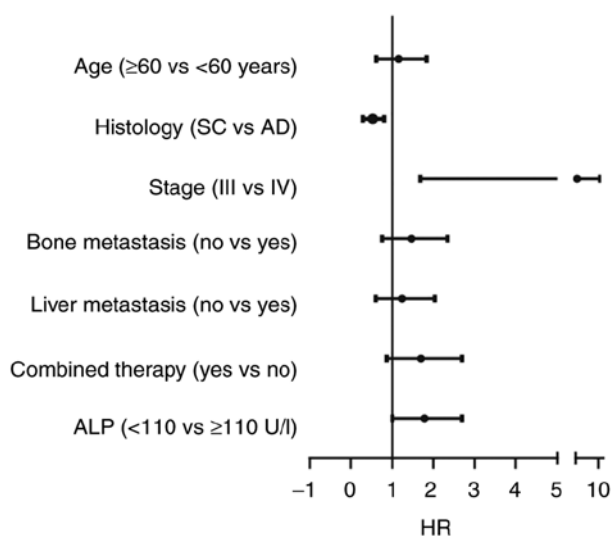 Age (≥60 vs <60 years)
Histology (SC vs AD)
Stage (III vs IV)
Bone metastasis (no vs yes)
Liver metastasis (no vs yes)
Combined therapy (yes vs no)
ALP (<110 vs ≥110 U/l)
−1 0 1 2 3 4 5 10
HR